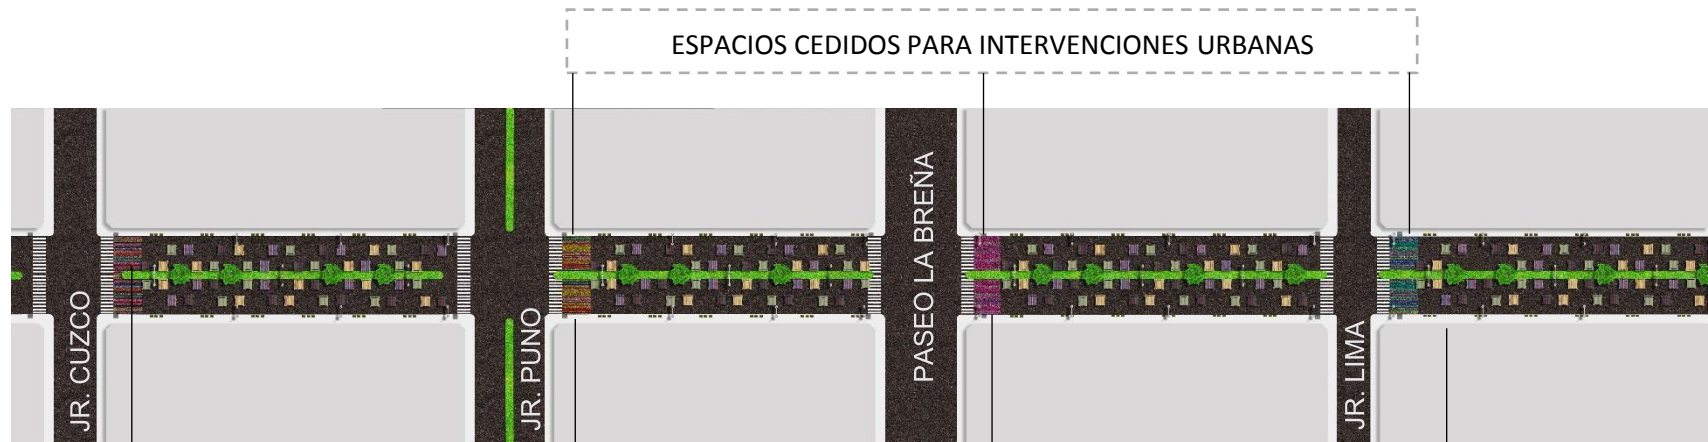 ESPACIOS CEDIDOS PARA INTERVENCIONES URBANAS
JR. CUZCO
JR. PUNO
PASEO LA BREÑA
JR. LIMA